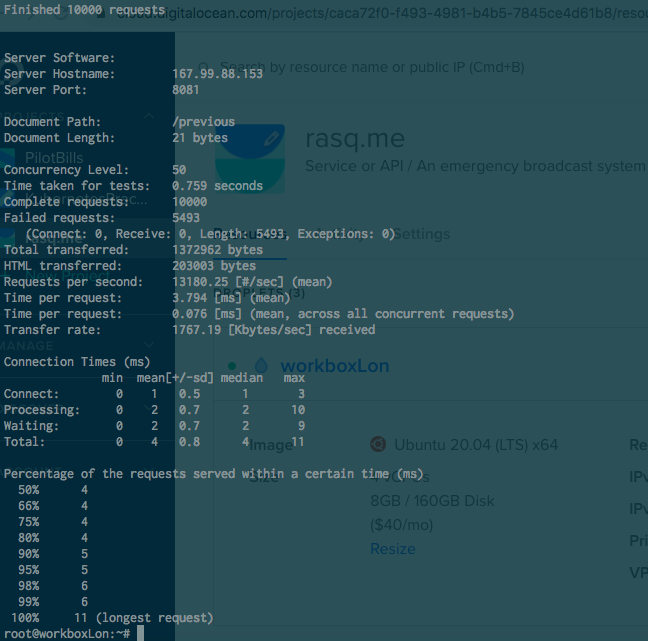 Finished 10000 requests
digitalocean.com/projects/caca72f0-f493-4981-b4b5-7845ce4d61b8/resou
Server Software:
Server Hostname: 167.99.88.153
Server Port: 8081
Search by resource name or public IP (Cmd+B)
Document Path: /previous
Document Length: 21 bytes
rasq.me
Service or API / An emergency broadcast system
PilotBills
Concurrency Level: 50
Time taken for tests: 0.759 seconds
Complete requests: 10000
Failed requests: 5493
(Connect: 0, Receive: 0, Length: 5493, Exceptions: 0)
Settings
rasq.me
Total transferred: 1372962 bytes
HTML transferred: 203003 bytes
Requests per second: 13180.25 [#/sec] (mean)
Time per request: 3.794 [ms] (mean)
Time per request: 0.076 [ms] (mean, across all concurrent requests)
Transfer rate: 1767.19 [Kbytes/sec] received
New Project
DROPLETS (3)
MANAGE
Connection Times (ms)
min mean[+/-sd] median max
Connect: 0 1 0.5 1 3
Processing: 0 2 0.7 2 10
Waiting: 0 2 0.7 2 9
Total: 0 4 0.8 4 11
workboxLon
Image Ubuntu 20.04 (LTS) x64
Size
8GB / 160GB Disk
($40/mo)
Resize
Re
IPv
IPv
Pri
VP
Percentage of the requests served within a certain time (ms)
50% 4
66% 4
75% 4
80% 4
90% 5
95% 5
98% 6
99% 6
100% 11 (longest request)
root@workboxLon:~#